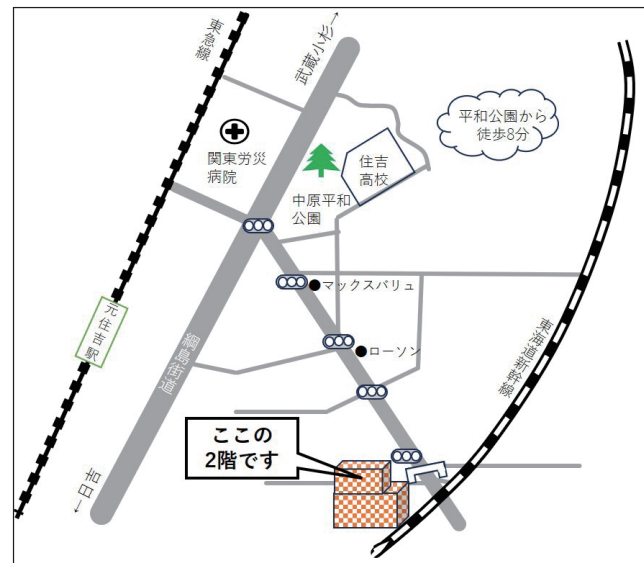 東急線
武蔵小杉→
関東労災
病院
中原平和
公園
住吉
高校
平和公園から
徒歩8分
マックスバリュ
元住吉駅
ローソン
綱島街道
東海道新幹線
ここの
2階です
←日吉